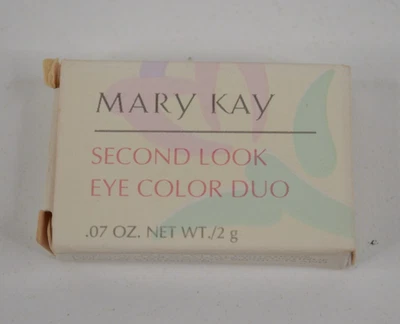 MARY KAY
SECOND LOOK
EYE COLOR DUO
.07 OZ. NET WT./2 g